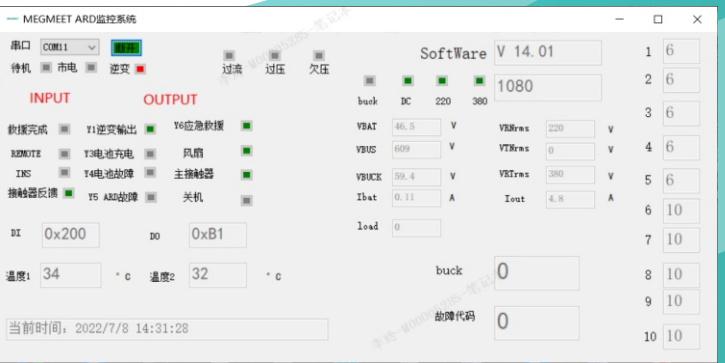 MEGMEET ARD监控系统
串口 COM11 断开
待机 市电 逆变 过流 过压 欠压
SoftWare V 14.01
1 6
2 6
3 6
4 6
5 6
6 10
7 10
8 10
9 10
10 10
INPUT OUTPUT
救援完成 Y1逆变输出 Y6应急救援
REMOTE Y3电池充电 风扇
INS Y4电池故障 主接触器
接触器反馈 Y5 ARD故障 关机
DI 0x200 DO 0xB1
温度1 34 °C 温度2 32 °C
当前时间: 2022/7/8 14:31:28
buck DC 220 380 1080
VBAT 46.5 V VRNrms 220 V
VBUS 609 V VTNrms 0
VBUCK 59.4 V VRTrms 380 V
Ibat 0.11 A Iout 4.8 A
load 0
buck 0
故障代码 0